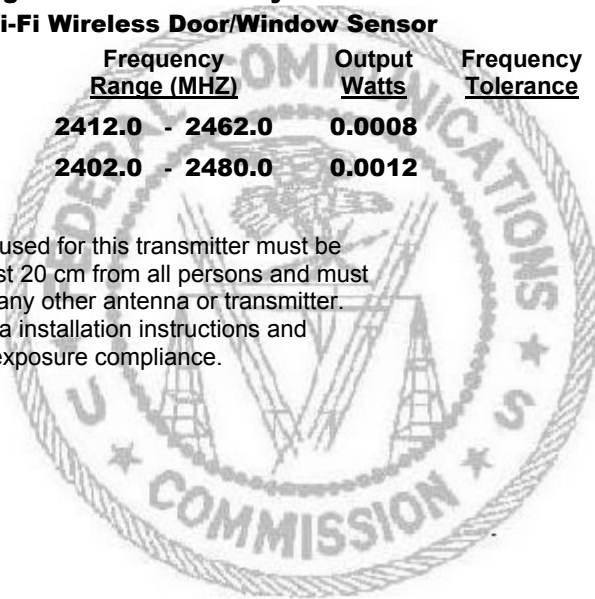 i-Fi Wireless Door/Window Sensor
Frequency Output Frequency
Range (MHZ) Watts Tolerance
2412.0 - 2462.0 0.0008
2402.0 - 2480.0 0.0012
used for this transmitter must be
st 20 cm from all persons and must
any other antenna or transmitter.
a installation instructions and
exposure compliance.
FEDERAL COMMUNICATIONS
U S
COMMISSION